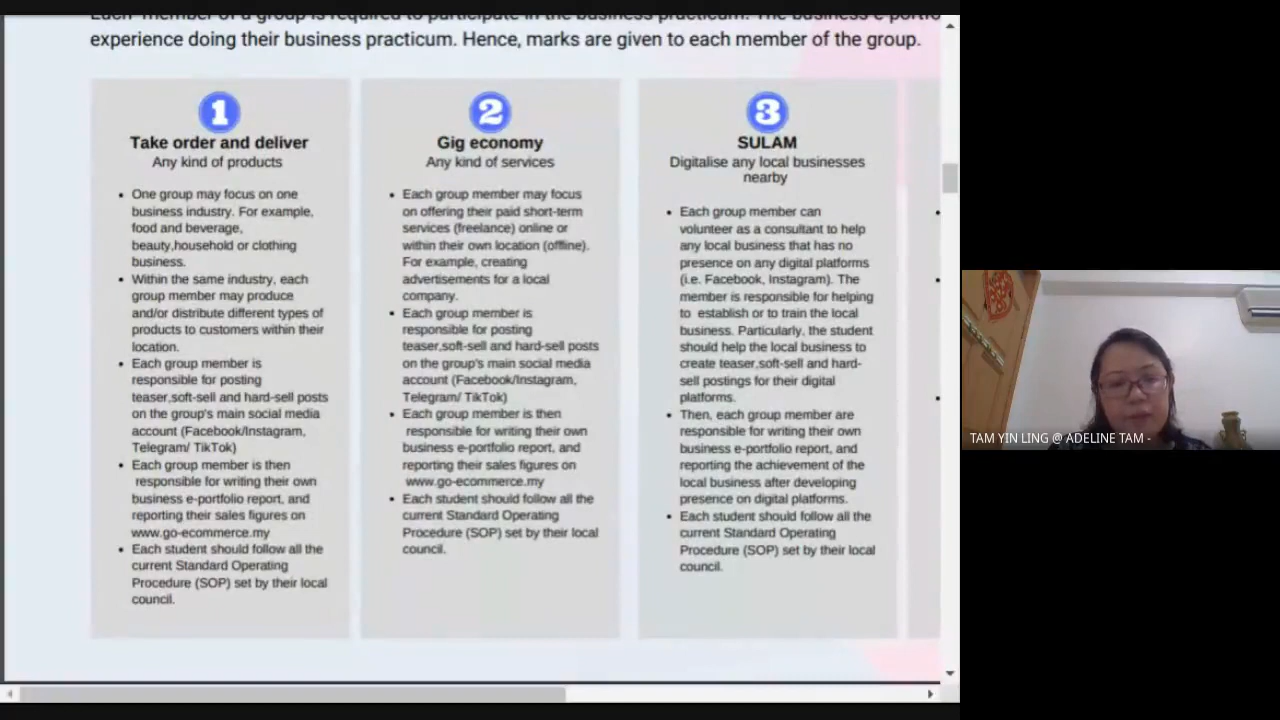 Each member of a group is required to participate in the business practicum. The business e-portfo
experience doing their business practicum. Hence, marks are given to each member of the group.
1
Take order and deliver
Any kind of products
• One group may focus on one
business industry. For example,
food and beverage,
beauty,household or clothing
business.
• Within the same industry, each
group member may produce
and/or distribute different types of
products to customers within their
location.
• Each group member is
responsible for posting
teaser,soft-sell and hard-sell posts
on the group's main social media
account (Facebook/Instagram,
Telegram/ TikTok)
• Each group member is then
responsible for writing their own
business e-portfolio report, and
reporting their sales figures on
www.go-ecommerce.my
• Each student should follow all the
current Standard Operating
Procedure (SOP) set by their local
council.
2
Gig economy
Any kind of services
• Each group member may focus
on offering their paid short-term
services (freelance) online or
within their own location (offline).
For example, creating
advertisements for a local
company.
• Each group member is
responsible for posting
teaser,soft-sell and hard-sell posts
on the group's main social media
account (Facebook/Instagram,
Telegram/ TikTok)
• Each group member is then
responsible for writing their own
business e-portfolio report, and
reporting their sales figures on
www.go-ecommerce.my
• Each student should follow all the
current Standard Operating
Procedure (SOP) set by their local
council.
3
SULAM
Digitalise any local businesses
nearby
• Each group member can
volunteer as a consultant to help
any local business that has no
presence on any digital platforms
(i.e. Facebook, Instagram). The
member is responsible for helping
to establish or to train the local
business. Particularly, the student
should help the local business to
create teaser,soft-sell and hard-
sell postings for their digital
platforms.
• Then, each group member are
responsible for writing their own
business e-portfolio report, and
reporting the achievement of the
local business after developing
presence on digital platforms.
• Each student should follow all the
current Standard Operating
Procedure (SOP) set by their local
council.
TAM YIN LING @ ADELINE TAM -